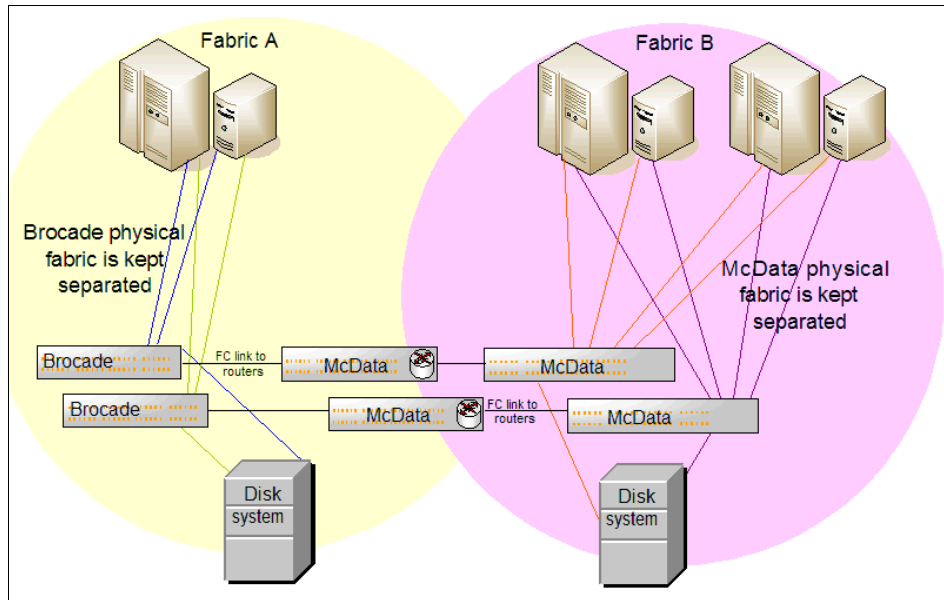 Fabric A
Fabric B
Brocade physical
fabric is kept
separated
McData physical
fabric is kept
separated
Brocade
FC link to
routers
McData
McData
Brocade
McData
FC link to
routers
McData
Disk
system
Disk
system